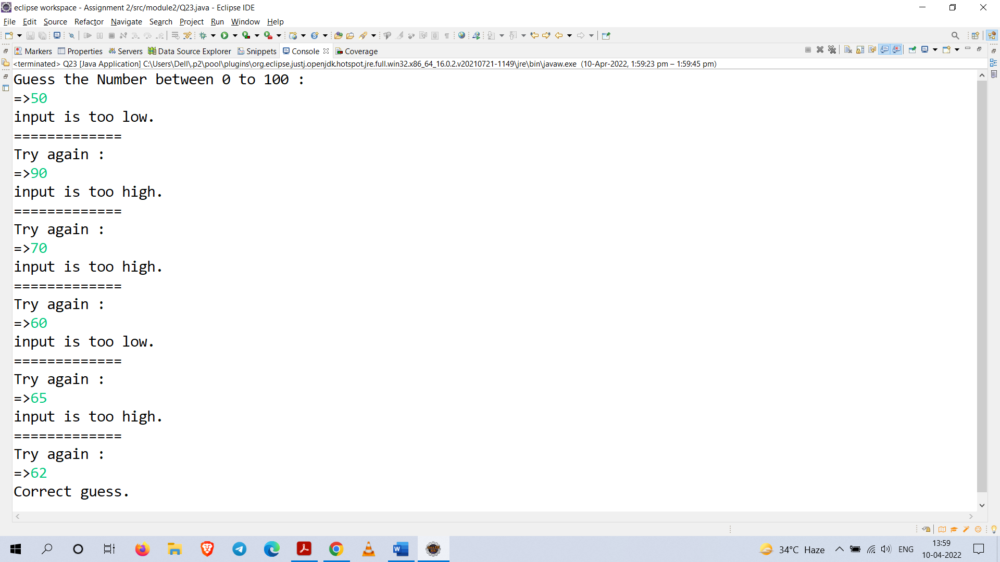 eclipse workspace - Assignment 2/src/module2/Q23.java - Eclipse IDE
File Edit Source Refactor Navigate Search Project Run Window Help
Markers Properties Servers Data Source Explorer Snippets Console Coverage
<terminated> Q23 [Java Application] C:\Users\Dell\.p2\pool\plugins\org.eclipse.justj.openjdk.hotspot.jre.full.win32.x86_64_16.0.2.v20210721-1149\jre\bin\javaw.exe (10-Apr-2022, 1:59:23 pm – 1:59:45 pm)
Guess the Number between 0 to 100 :
=>50
input is too low.
=============
Try again :
=>90
input is too high.
=============
Try again :
=>70
input is too high.
=============
Try again :
=>60
input is too low.
=============
Try again :
=>65
input is too high.
=============
Try again :
=>62
Correct guess.
34°C Haze ENG 13:59
10-04-2022